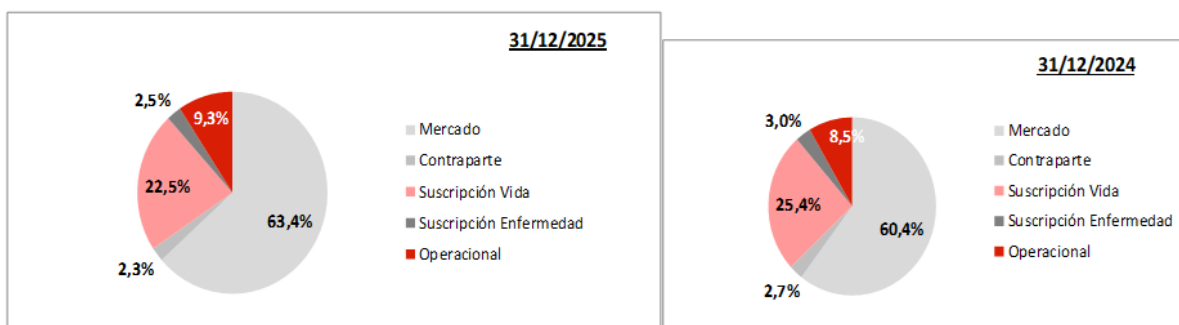 31/12/2025
2,5%
9,3%
22,5%
63,4%
2,3%
Mercado
Contraparte
Suscripción Vida
Suscripción Enfermedad
Operacional
31/12/2024
3,0%
8,5%
25,4%
60,4%
2,7%
Mercado
Contraparte
Suscripción Vida
Suscripción Enfermedad
Operacional